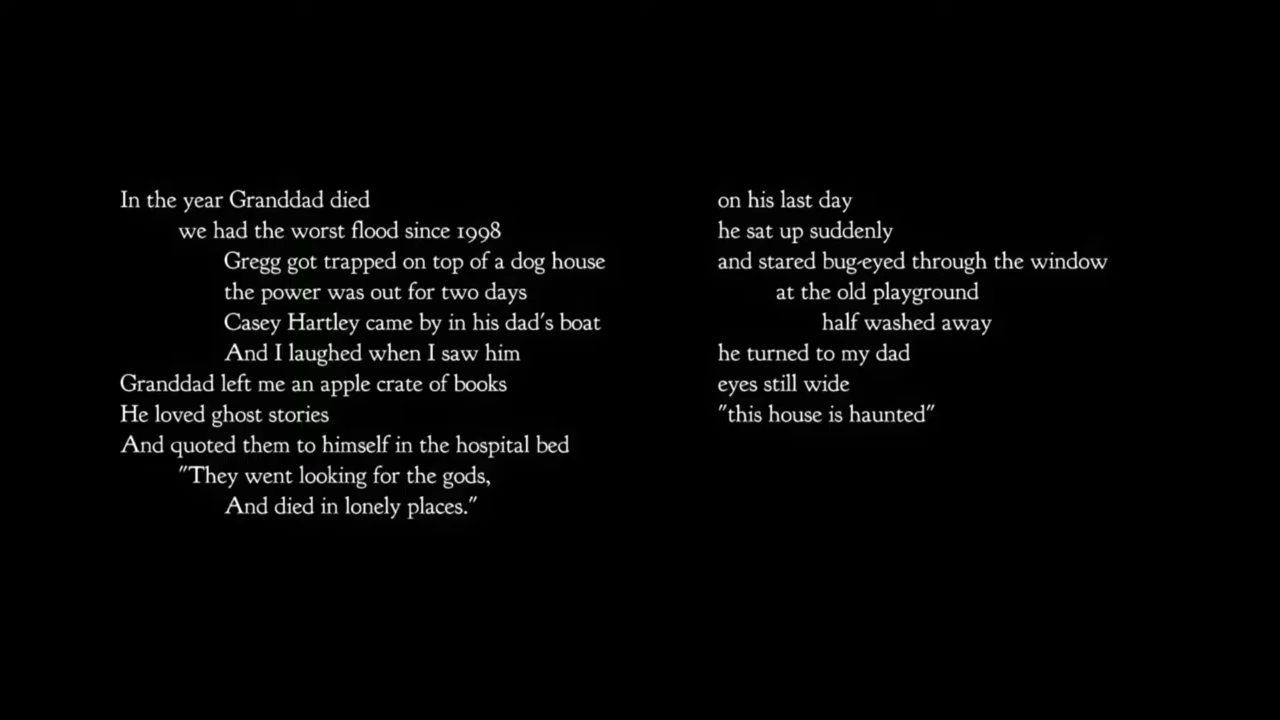 In the year Granddad died
we had the worst flood since 1998
Gregg got trapped on top of a dog house
the power was out for two days
Casey Hartley came by in his dad's boat
And I laughed when I saw him
Granddad left me an apple crate of books
He loved ghost stories
And quoted them to himself in the hospital bed
"They went looking for the gods,
And died in lonely places."
on his last day
he sat up suddenly
and stared bug-eyed through the window
at the old playground
half washed away
he turned to my dad
eyes still wide
"this house is haunted"